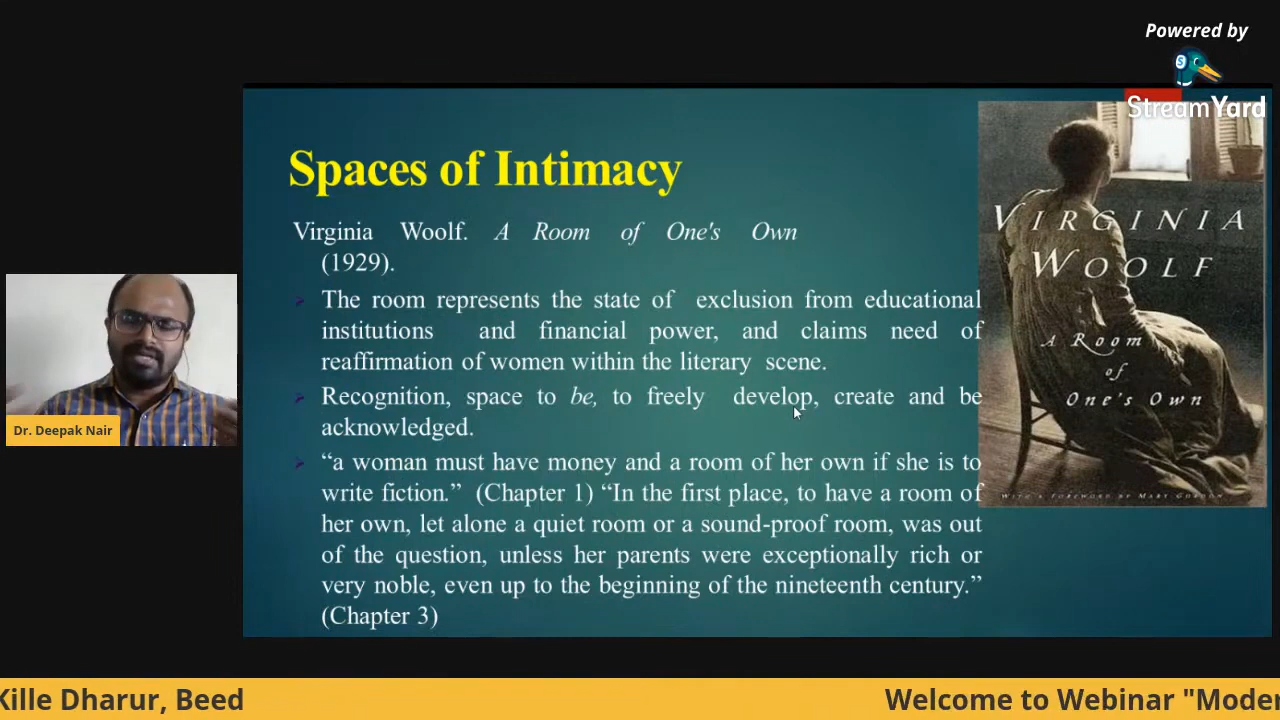 Powered by
StreamYard
Spaces of Intimacy
Virginia Woolf. A Room of One's Own
(1929).
The room represents the state of exclusion from educational
institutions and financial power, and claims need of
reaffirmation of women within the literary scene.
Recognition, space to be, to freely develop, create and be
acknowledged.
“a woman must have money and a room of her own if she is to
write fiction.” (Chapter 1) “In the first place, to have a room of
her own, let alone a quiet room or a sound-proof room, was out
of the question, unless her parents were exceptionally rich or
very noble, even up to the beginning of the nineteenth century.”
(Chapter 3)
VIRGINIA
WOOLF
A Room
of
One's Own
WITH A FOREWORD BY MARY GORDON
Dr. Deepak Nair
Kille Dharur, Beed
Welcome to Webinar "Moder